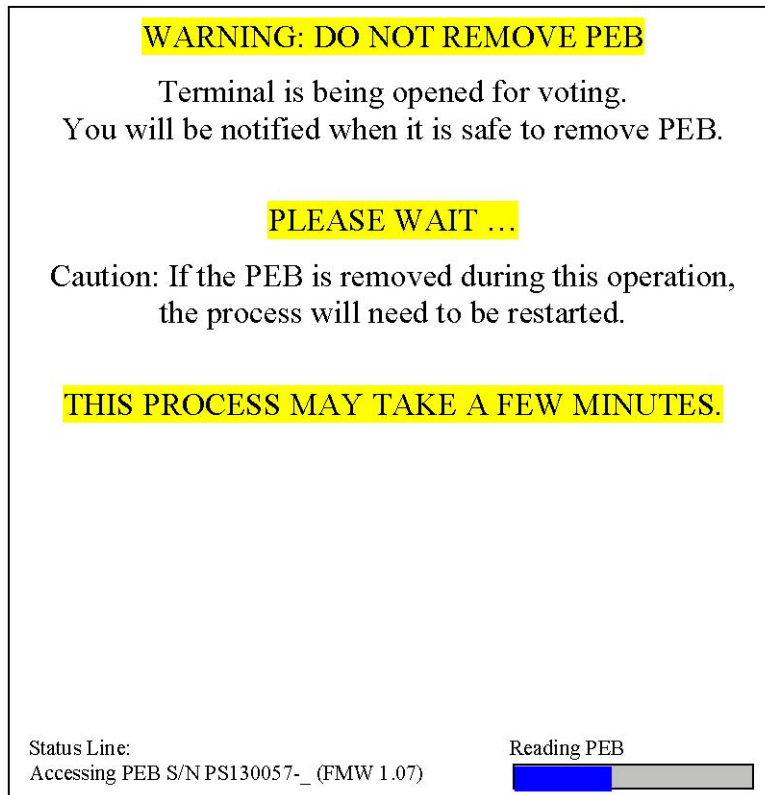 WARNING: DO NOT REMOVE PEB
Terminal is being opened for voting.
You will be notified when it is safe to remove PEB.
PLEASE WAIT ...
Caution: If the PEB is removed during this operation,
the process will need to be restarted.
THIS PROCESS MAY TAKE A FEW MINUTES.
Status Line:
Accessing PEB S/N PS130057-_ (FMW 1.07)
Reading PEB